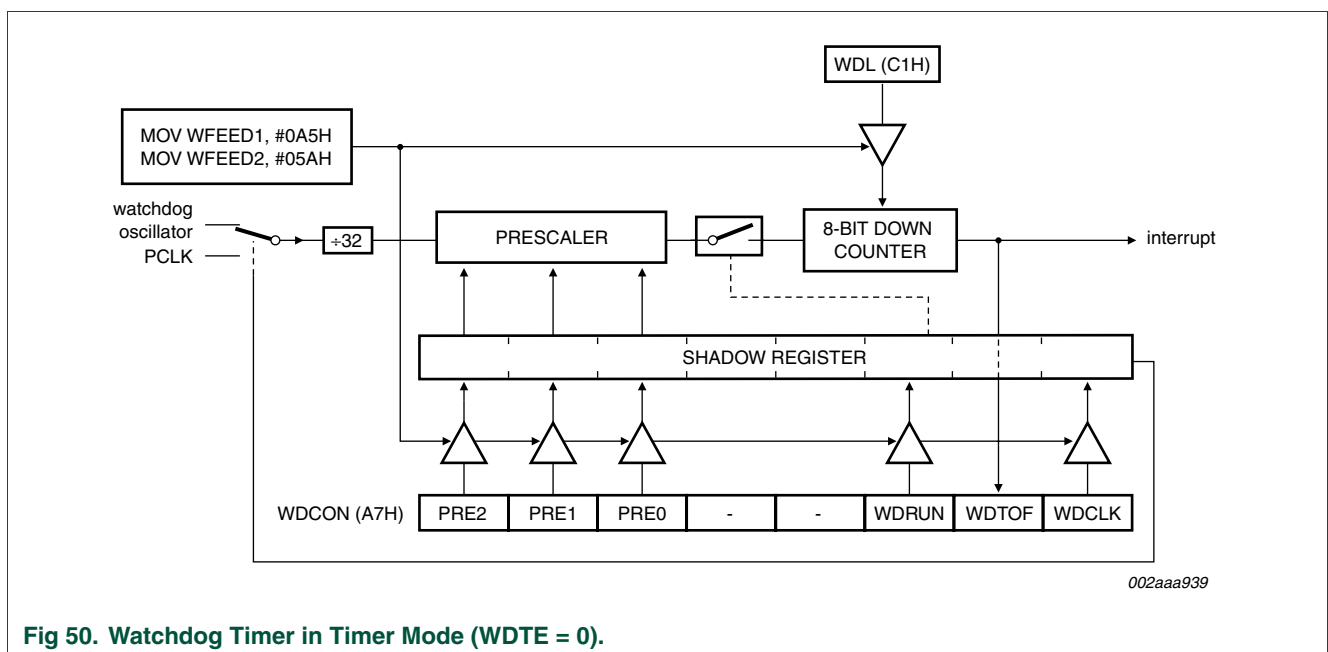 WDL (C1H)
MOV WFEED1, #0A5H
MOV WFEED2, #05AH
watchdog
oscillator
PCLK
÷32
PRESCALER
8-BIT DOWN
COUNTER
interrupt
SHADOW REGISTER
WDCON (A7H)
PRE2
PRE1
PRE0
-
-
WDRUN
WDTOF
WDCLK
002aaa939
Fig 50. Watchdog Timer in Timer Mode (WDTE = 0).